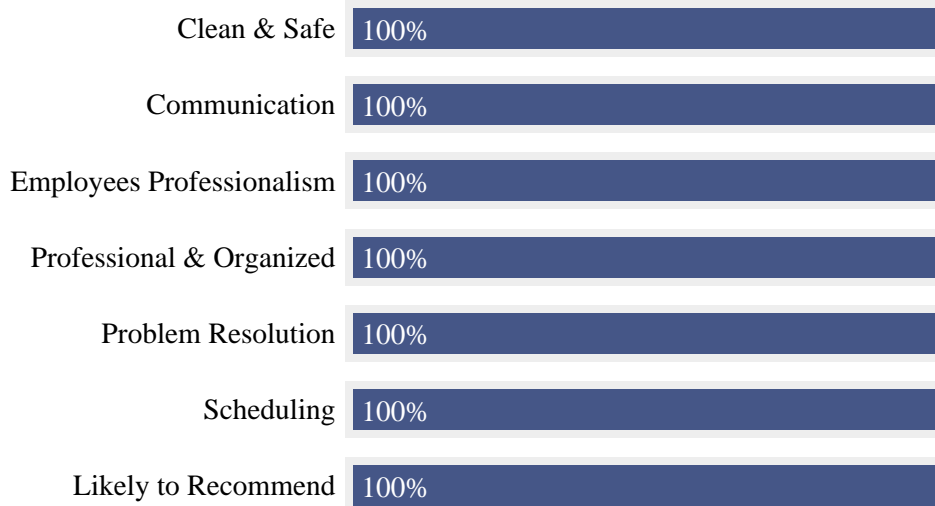 Clean & Safe 100%
Communication 100%
Employees Professionalism 100%
Professional & Organized 100%
Problem Resolution 100%
Scheduling 100%
Likely to Recommend 100%